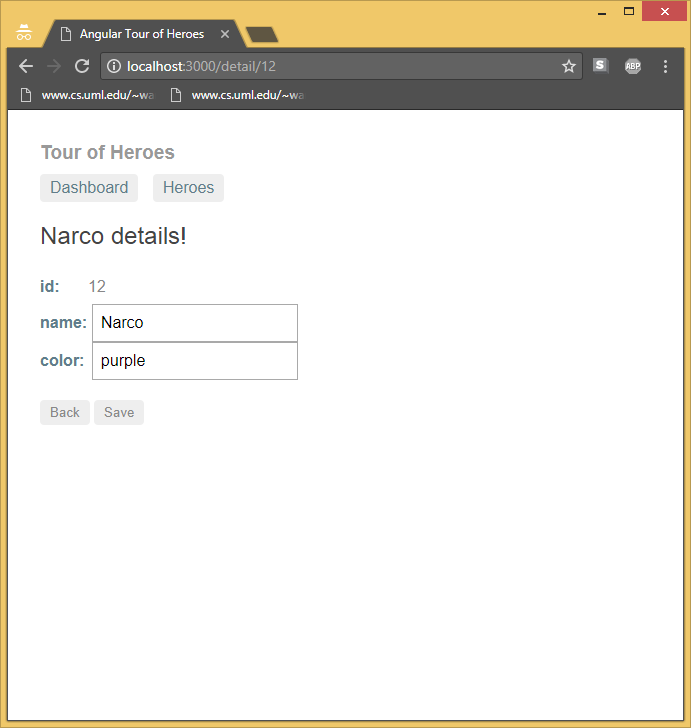 Angular Tour of Heroes
localhost:3000/detail/12
S
ABP
www.cs.uml.edu/~wa
www.cs.uml.edu/~wa
Tour of Heroes
Dashboard Heroes
Narco details!
id: 12
name: Narco
color: purple
Back Save